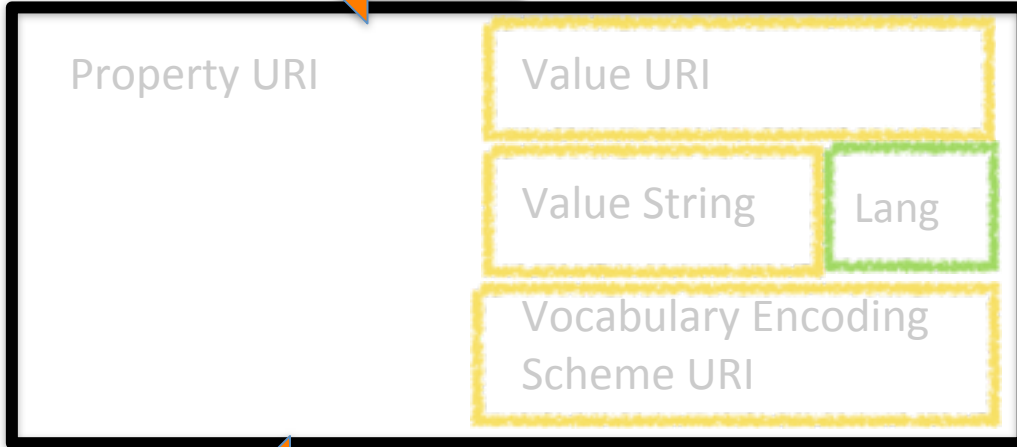 Property URI
Value URI
Value String
Lang
Vocabulary Encoding
Scheme URI